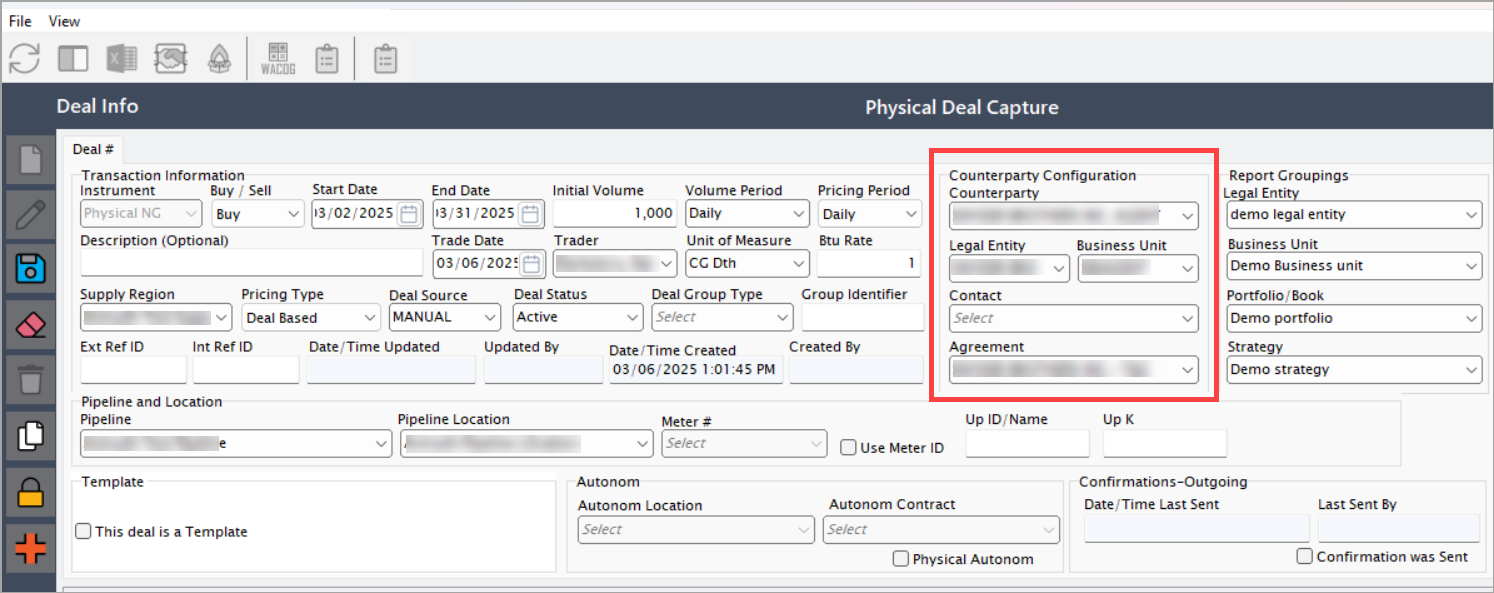 File View
WACOG
Deal Info Physical Deal Capture
Deal #
Transaction Information
Instrument Buy / Sell Start Date End Date Initial Volume Volume Period Pricing Period
Physical NG Buy 03/02/2025 03/31/2025 1,000 Daily Daily
Description (Optional) Trade Date Trader Unit of Measure Btu Rate
03/06/2025 CG Dth 1
Supply Region Pricing Type Deal Source Deal Status Deal Group Type Group Identifier
Deal Based MANUAL Active Select
Ext Ref ID Int Ref ID Date/Time Updated Updated By Date/Time Created Created By
03/06/2025 1:01:45 PM
Counterparty Configuration
Counterparty
Legal Entity Business Unit
Contact
Select
Agreement
Report Groupings
Legal Entity
demo legal entity
Business Unit
Demo Business unit
Portfolio/Book
Demo portfolio
Strategy
Demo strategy
Pipeline and Location
Pipeline Pipeline Location Meter # Up ID/Name Up K
Select Use Meter ID
Template
This deal is a Template
Autonom
Autonom Location Autonom Contract
Select Select
Physical Autonom
Confirmations-Outgoing
Date/Time Last Sent Last Sent By
Confirmation was Sent